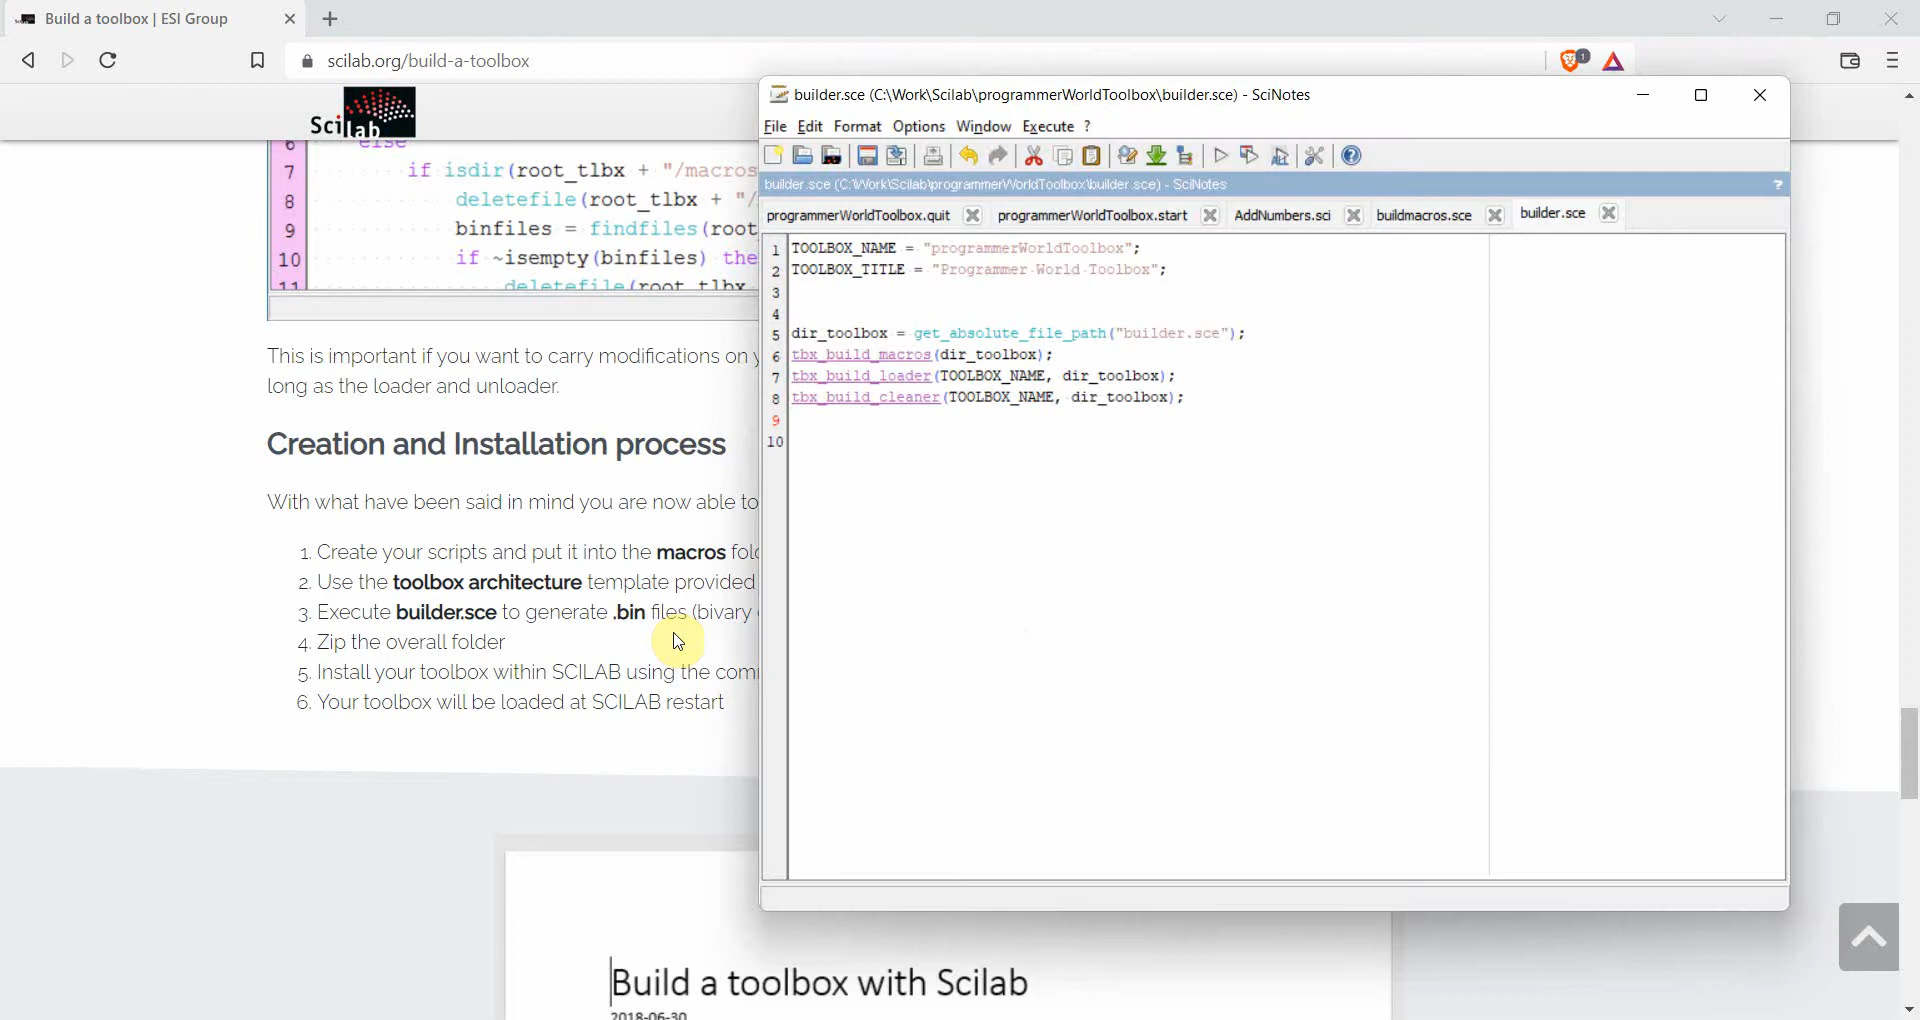 Build a toolbox | ESI Group
scilab.org/build-a-toolbox
1
Scilab
6 else
7 if isdir(root_tlbx + "/macros
8 deletefile(root_tlbx + "/
9 binfiles = findfiles(root
10 if ~isempty(binfiles) the
11 deletefile(root_tlbx
This is important if you want to carry modifications on y
long as the loader and unloader.
Creation and Installation process
With what have been said in mind you are now able to
1. Create your scripts and put it into the macros fol
2. Use the toolbox architecture template provided
3. Execute builder.sce to generate .bin files (bivary
4. Zip the overall folder
5. Install your toolbox within SCILAB using the com
6. Your toolbox will be loaded at SCILAB restart
Build a toolbox with Scilab
2018-06-30
builder.sce (C:\Work\Scilab\programmerWorldToolbox\builder.sce) - SciNotes
File Edit Format Options Window Execute ?
builder.sce (C:\Work\Scilab\programmerWorldToolbox\builder.sce) - SciNotes ?
programmerWorldToolbox.quit programmerWorldToolbox.start AddNumbers.sci buildmacros.sce builder.sce
1 TOOLBOX_NAME = "programmerWorldToolbox";
2 TOOLBOX_TITLE = "Programmer World Toolbox";
3
4
5 dir_toolbox = get_absolute_file_path("builder.sce");
6 tbx_build_macros(dir_toolbox);
7 tbx_build_loader(TOOLBOX_NAME, dir_toolbox);
8 tbx_build_cleaner(TOOLBOX_NAME, dir_toolbox);
9
10